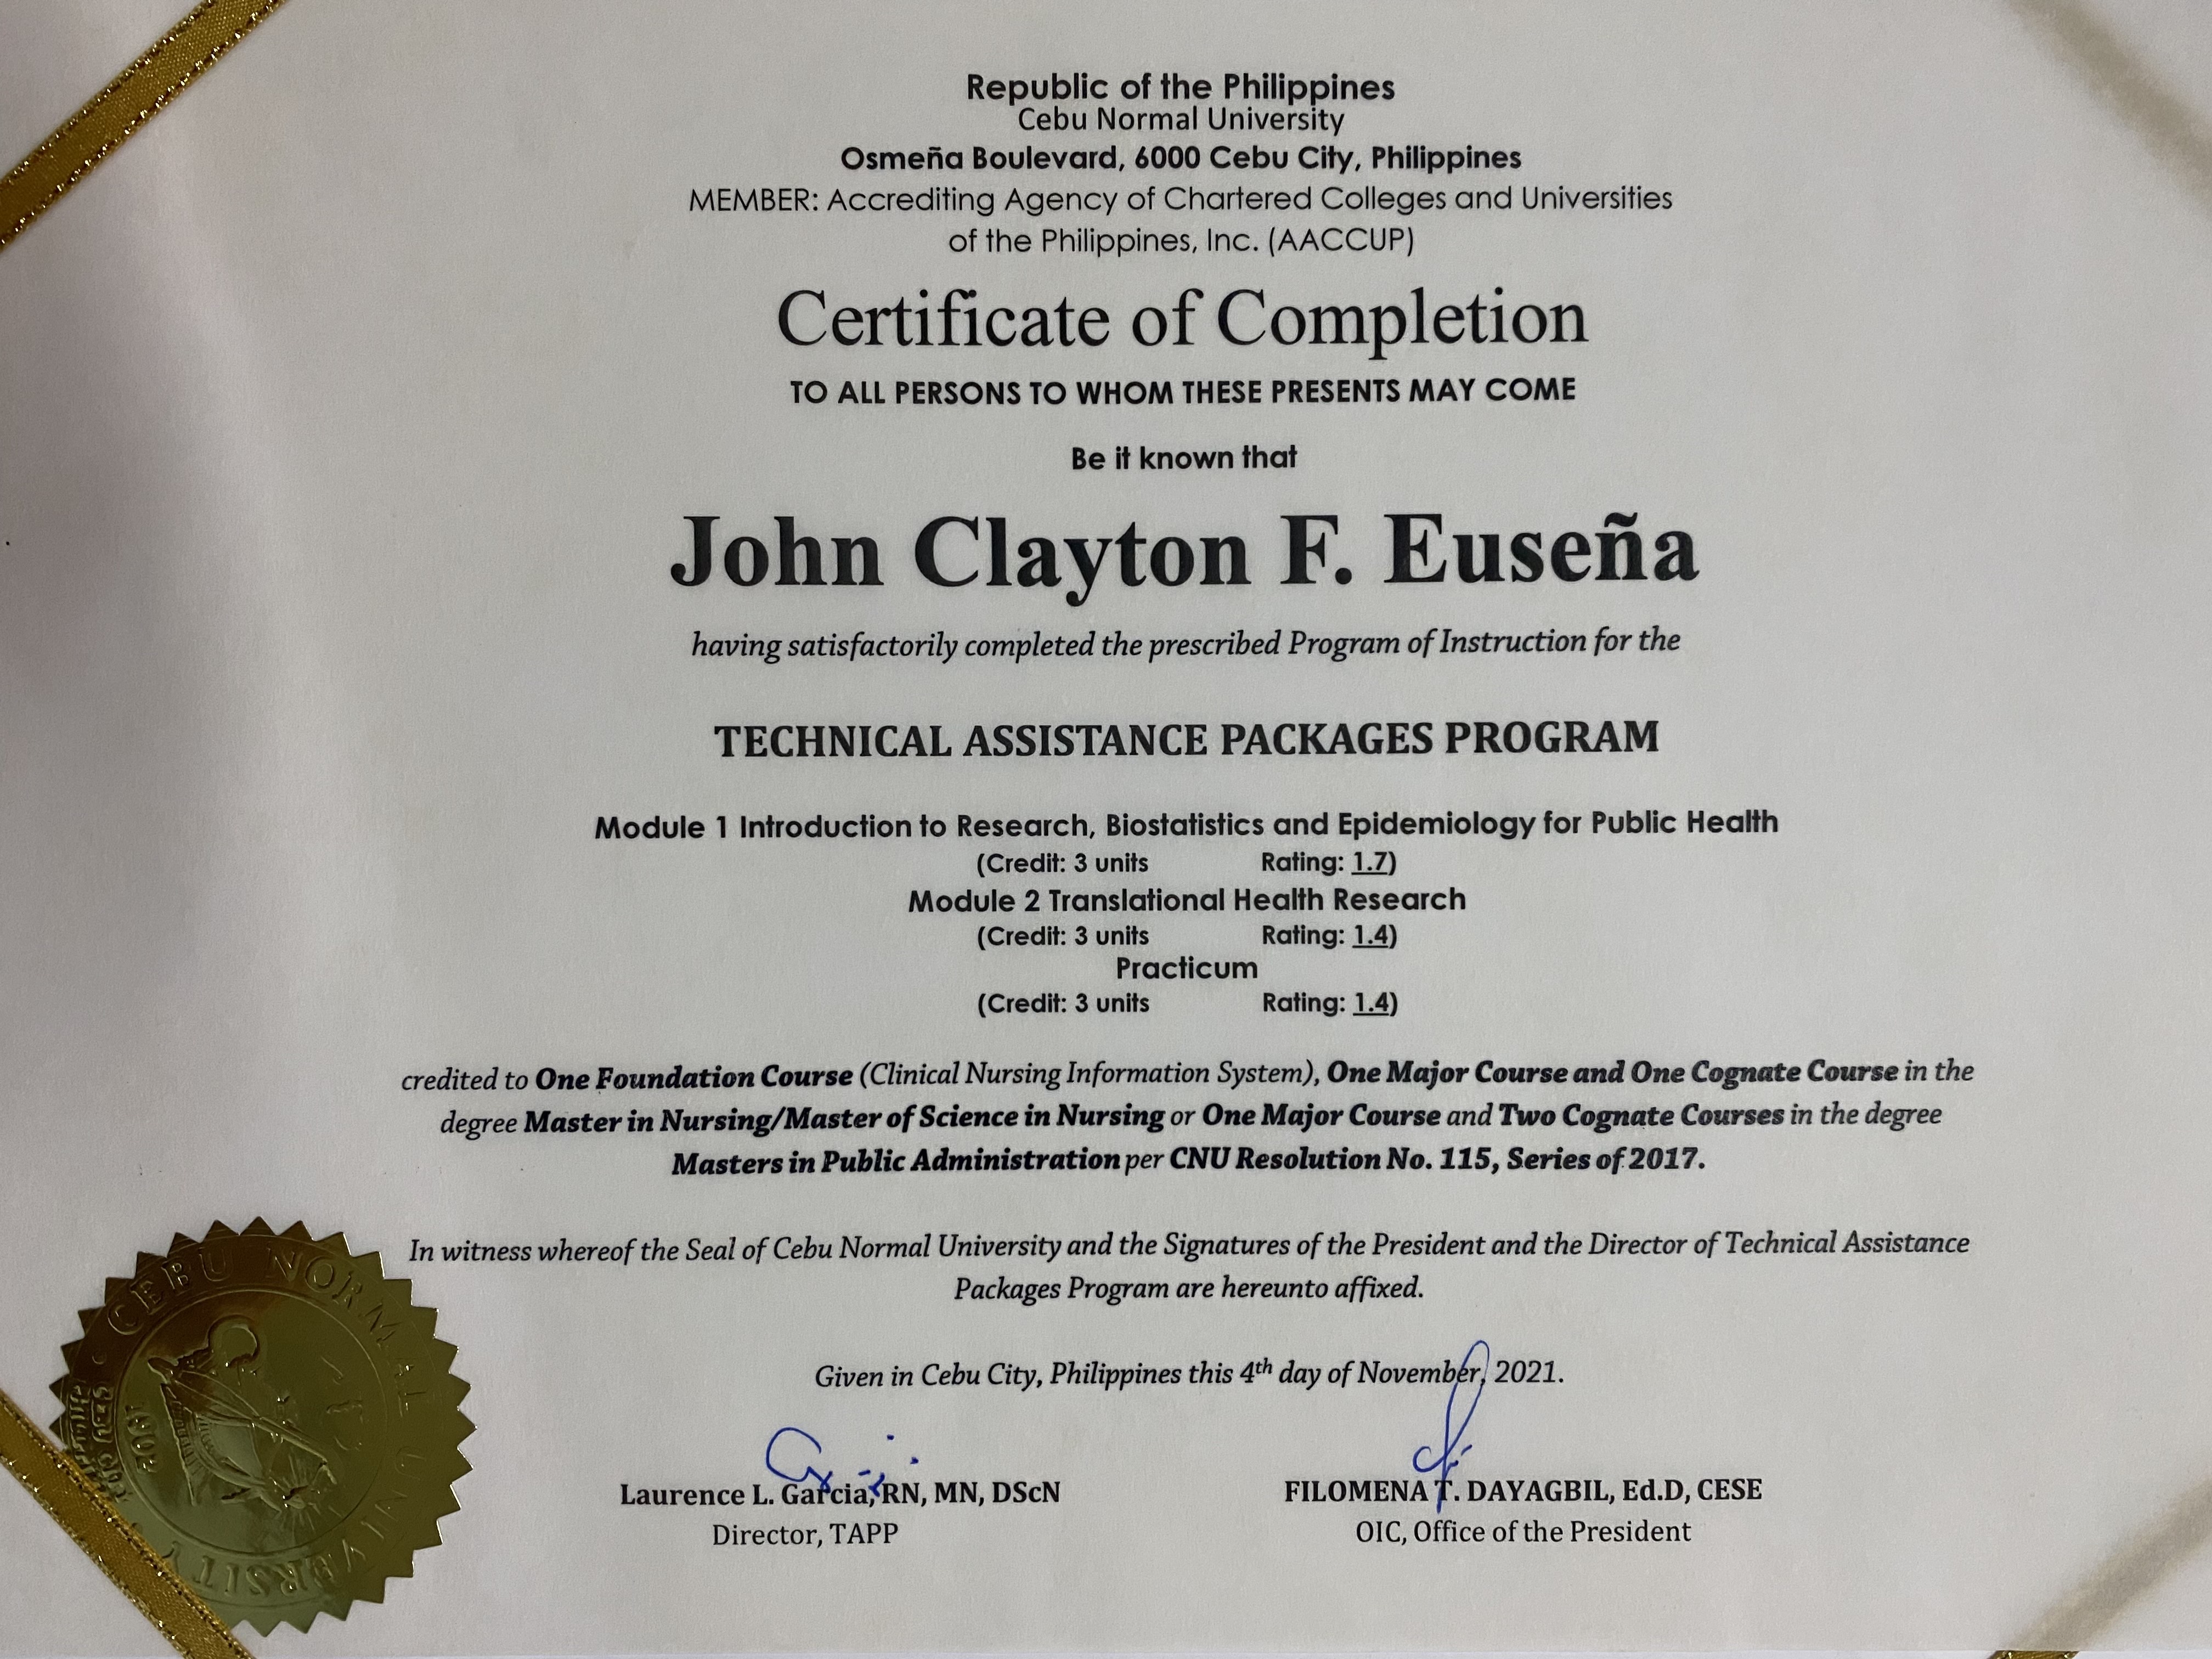 Republic of the Philippines
Cebu Normal University
Osmeña Boulevard, 6000 Cebu City, Philippines
MEMBER: Accrediting Agency of Chartered Colleges and Universities
of the Philippines, Inc. (AACCUP)
Certificate of Completion
TO ALL PERSONS TO WHOM THESE PRESENTS MAY COME
Be it known that
John Clayton F. Euseña
having satisfactorily completed the prescribed Program of Instruction for the
TECHNICAL ASSISTANCE PACKAGES PROGRAM
Module 1 Introduction to Research, Biostatistics and Epidemiology for Public Health
(Credit: 3 units Rating: 1.7)
Module 2 Translational Health Research
(Credit: 3 units Rating: 1.4)
Practicum
(Credit: 3 units Rating: 1.4)
credited to One Foundation Course (Clinical Nursing Information System), One Major Course and One Cognate Course in the
degree Master in Nursing/Master of Science in Nursing or One Major Course and Two Cognate Courses in the degree
Masters in Public Administration per CNU Resolution No. 115, Series of 2017.
In witness whereof the Seal of Cebu Normal University and the Signatures of the President and the Director of Technical Assistance
Packages Program are hereunto affixed.
Given in Cebu City, Philippines this 4th day of November, 2021.
Laurence L. Garcia, RN, MN, DScN
Director, TAPP
FILOMENA T. DAYAGBIL, Ed.D, CESE
OIC, Office of the President
CEBU NORMAL UNIVERSITY